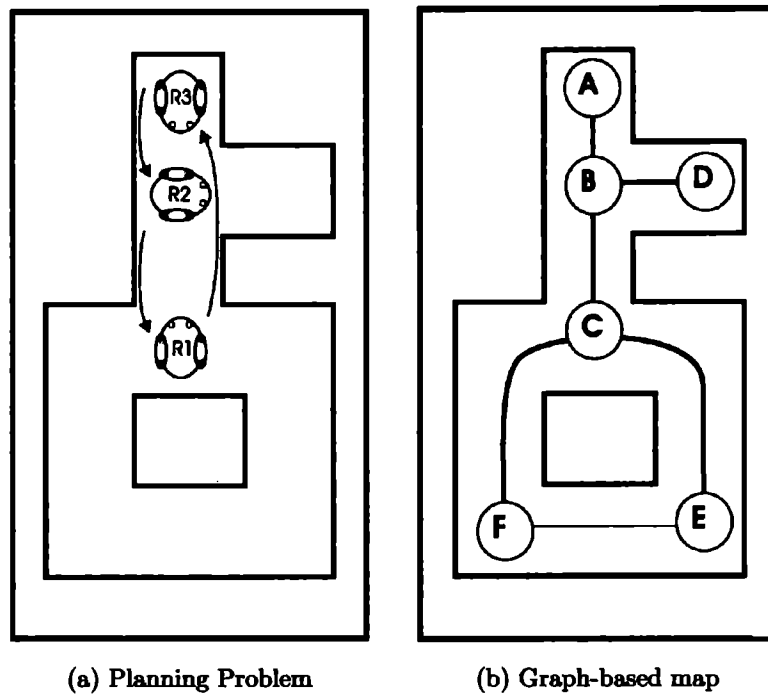 R3
R2
R1
A
B
D
C
F
E
(a) Planning Problem
(b) Graph-based map